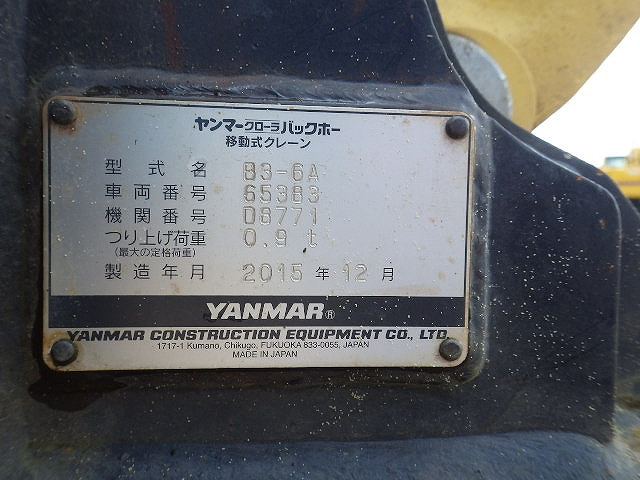 ヤンマークローラバックホー
移動式クレーン
型式名 B3-6A
車両番号 65383
機関番号 08771
つり上げ荷重 0.9 t
(最大の定格荷重)
製造年月 2015 年 12 月
YANMAR®
YANMAR CONSTRUCTION EQUIPMENT CO., LTD.
1717-1 Kumano, Chikugo, FUKUOKA 833-0055, JAPAN
MADE IN JAPAN